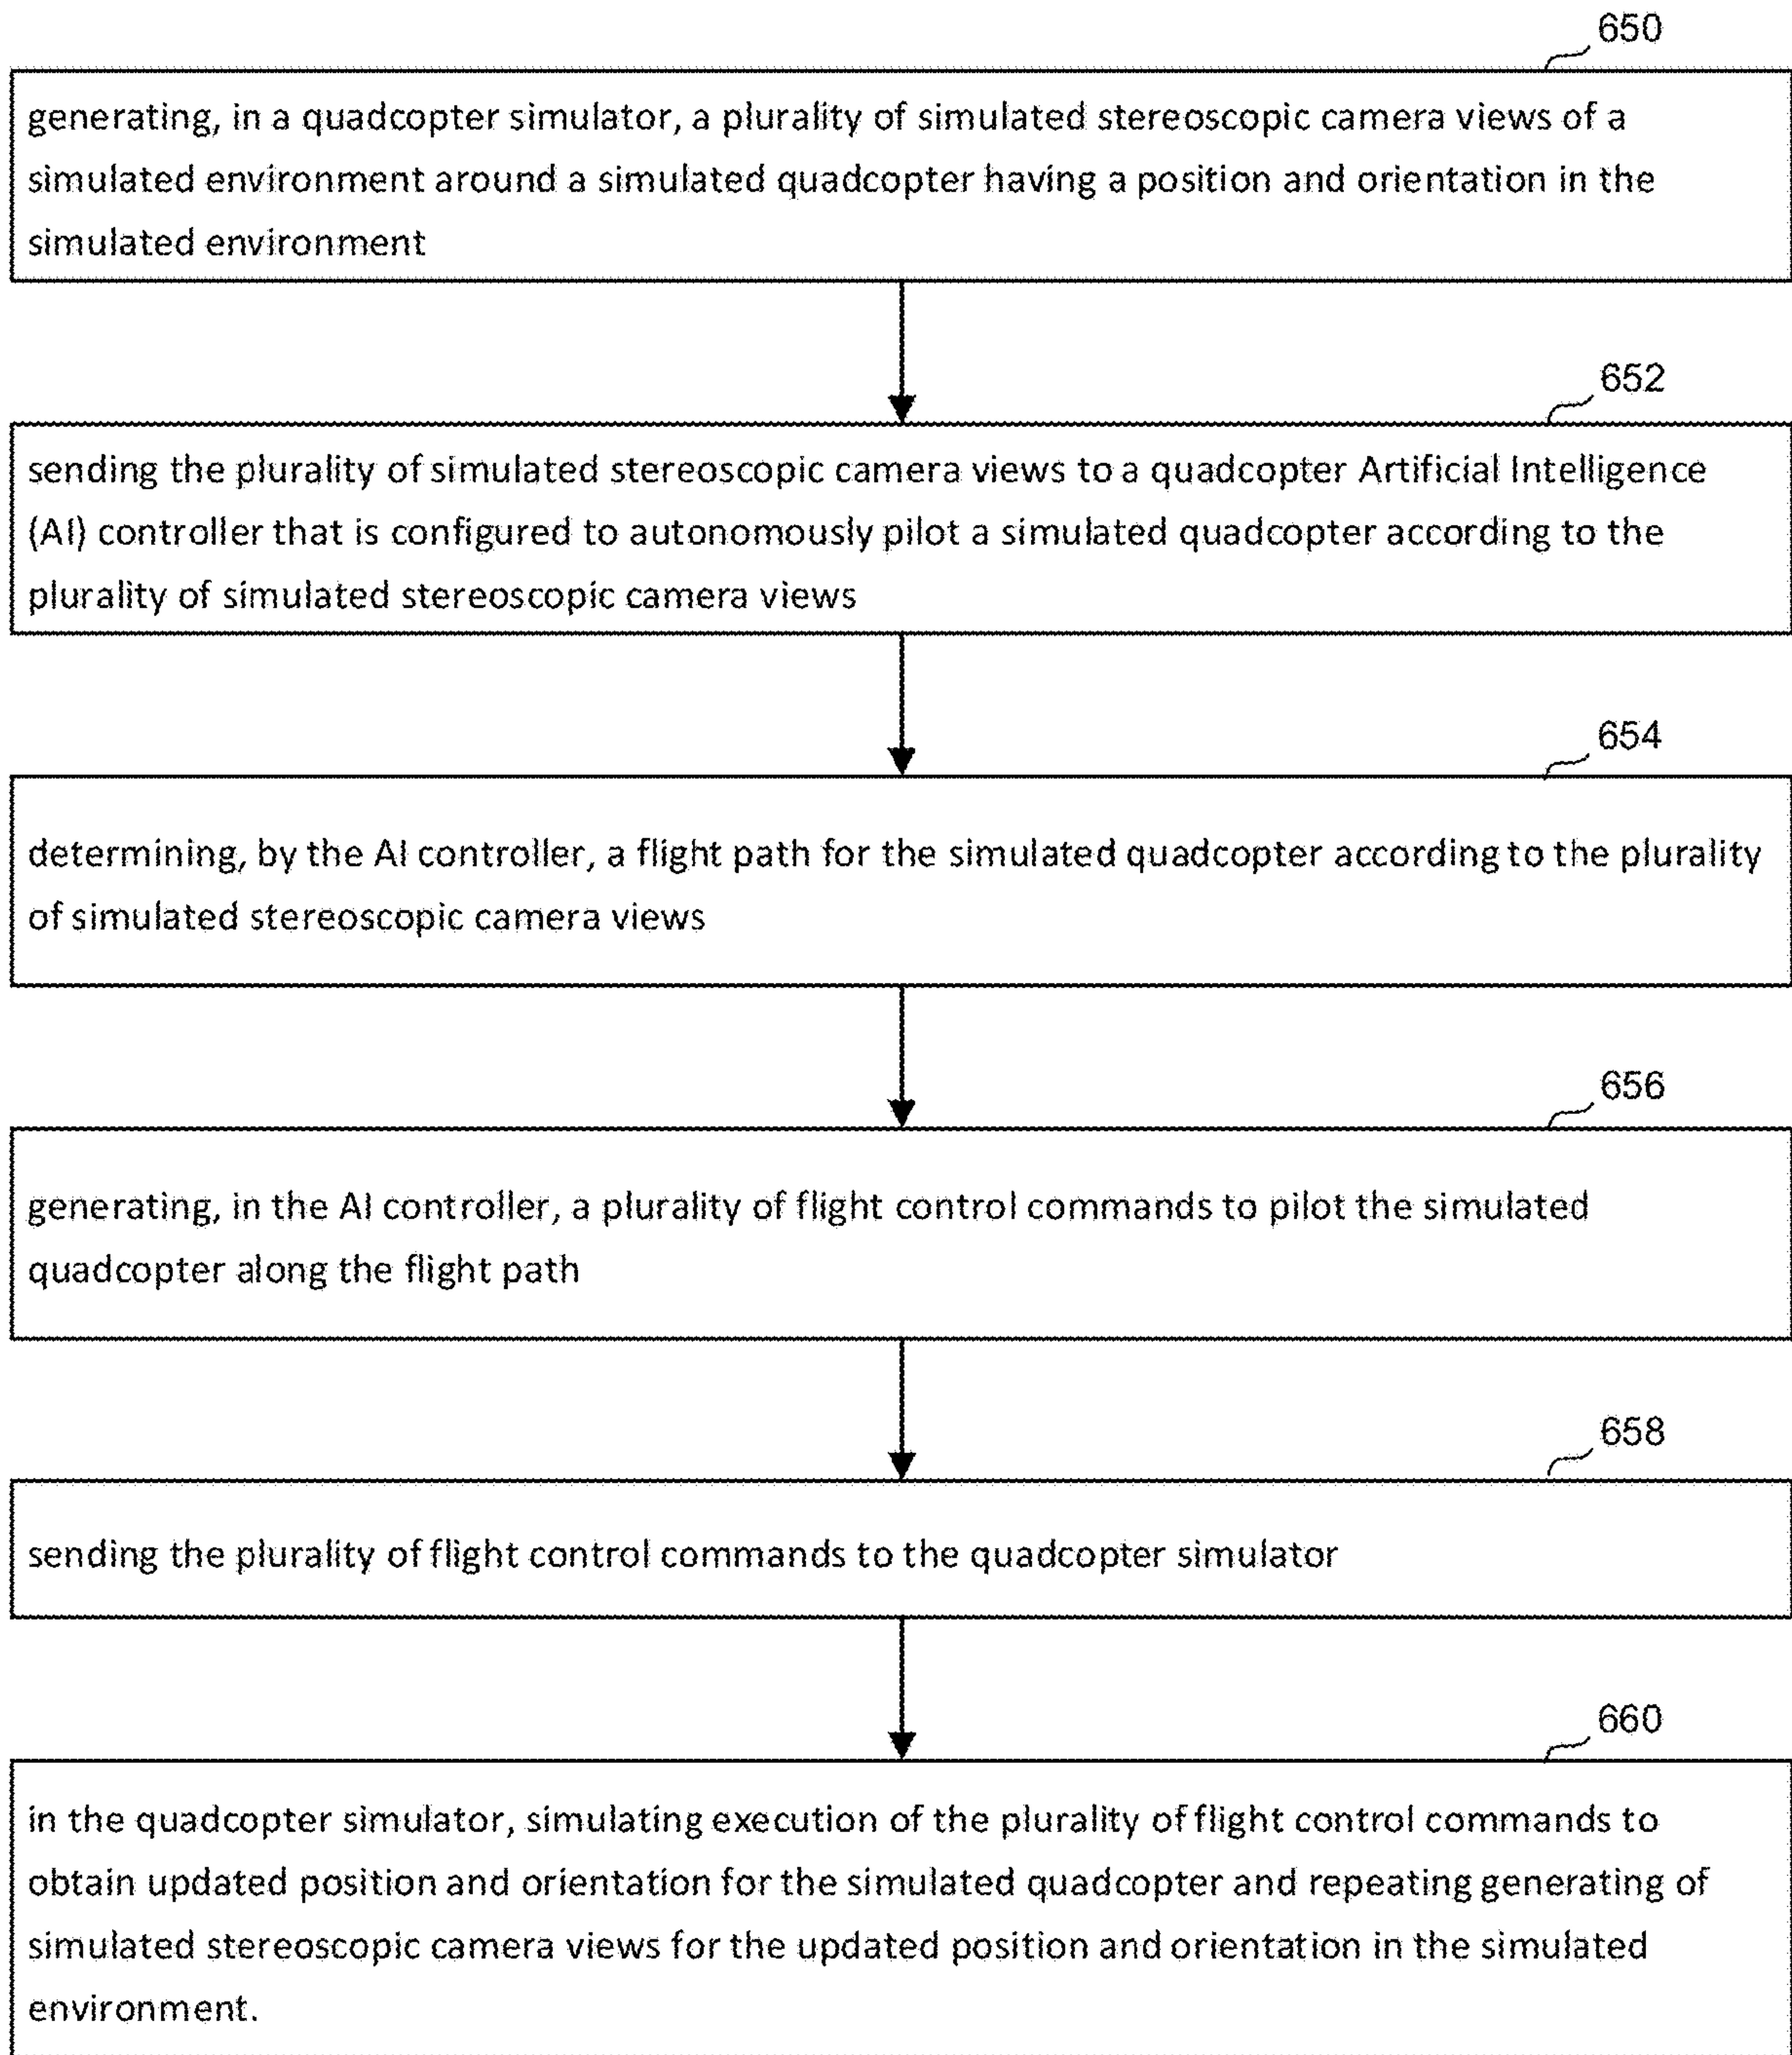 650
generating, in a quadcopter simulator, a plurality of simulated stereoscopic camera views of a
simulated environment around a simulated quadcopter having a position and orientation in the
simulated environment
652
sending the plurality of simulated stereoscopic camera views to a quadcopter Artificial Intelligence
(AI) controller that is configured to autonomously pilot a simulated quadcopter according to the
plurality of simulated stereoscopic camera views
654
determining, by the AI controller, a flight path for the simulated quadcopter according to the plurality
of simulated stereoscopic camera views
656
generating, in the AI controller, a plurality of flight control commands to pilot the simulated
quadcopter along the flight path
658
sending the plurality of flight control commands to the quadcopter simulator
660
in the quadcopter simulator, simulating execution of the plurality of flight control commands to
obtain updated position and orientation for the simulated quadcopter and repeating generating of
simulated stereoscopic camera views for the updated position and orientation in the simulated
environment.